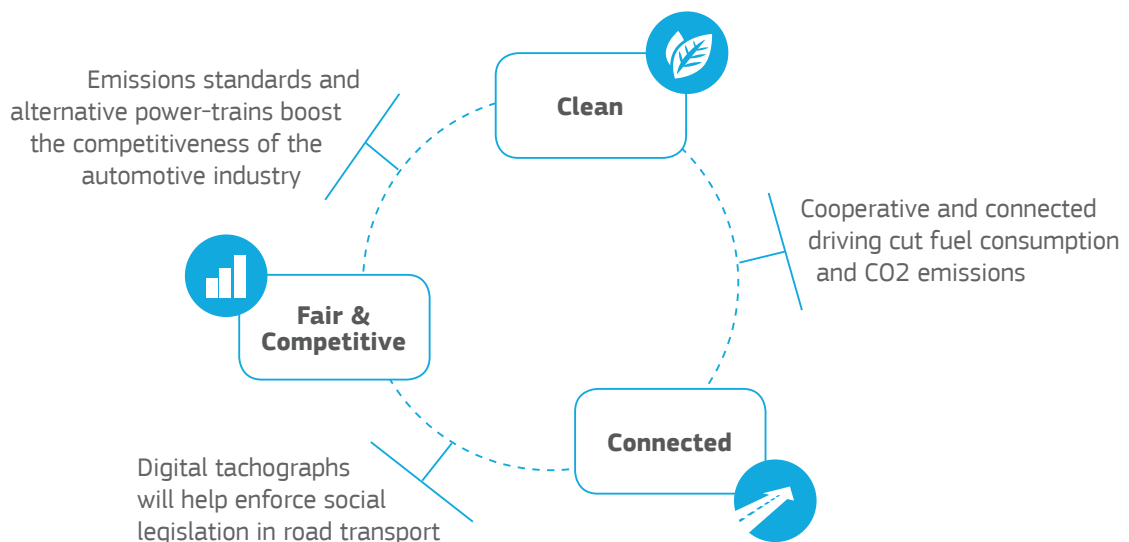 Emissions standards and
alternative power-trains boost
the competitiveness of the
automotive industry
Clean
Cooperative and connected
driving cut fuel consumption
and CO2 emissions
Fair &
Competitive
Connected
Digital tachographs
will help enforce social
legislation in road transport